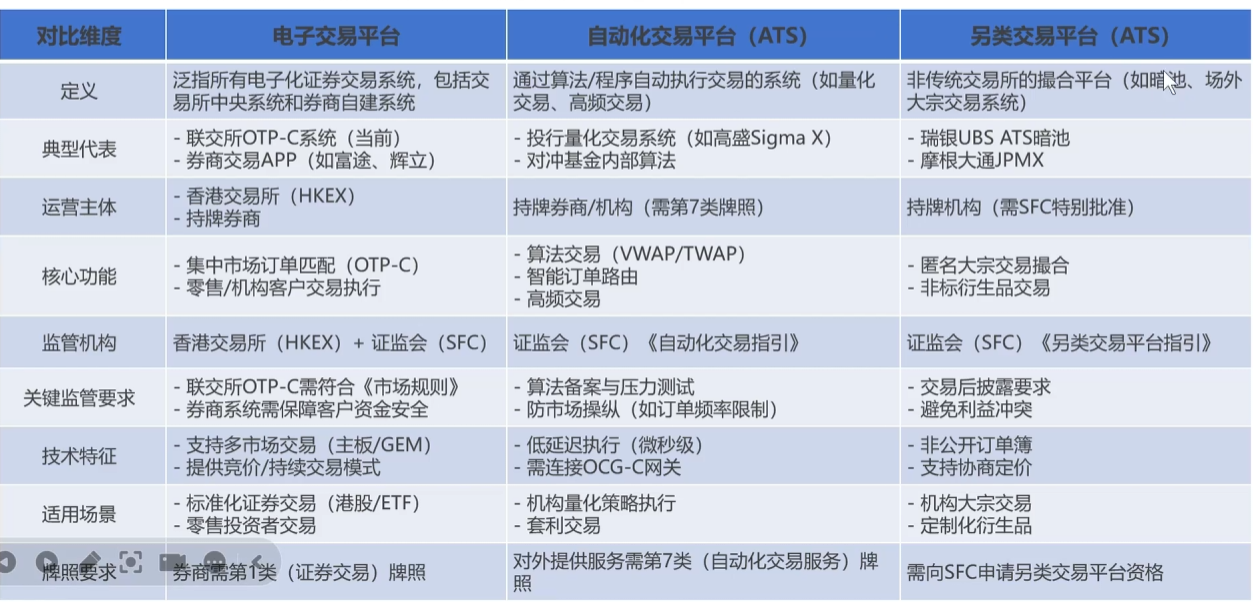 对比维度
电子交易平台
自动化交易平台（ATS）
另类交易平台（ATS）
定义
泛指所有电子化证券交易系统，包括交
易所中央系统和券商自建系统
通过算法/程序自动执行交易的系统（如量化
交易、高频交易）
非传统交易所的撮合平台（如暗池、场外
大宗交易系统）
典型代表
- 联交所OTP-C系统（当前）
- 券商交易APP（如富途、辉立）
- 投行量化交易系统（如高盛Sigma X）
- 对冲基金内部算法
- 瑞银UBS ATS暗池
- 摩根大通JPMX
运营主体
- 香港交易所（HKEX）
- 持牌券商
持牌券商/机构（需第7类牌照）
持牌机构（需SFC特别批准）
核心功能
- 集中市场订单匹配（OTP-C）
- 零售/机构客户交易执行
- 算法交易（VWAP/TWAP）
- 智能订单路由
- 高频交易
- 匿名大宗交易撮合
- 非标衍生品交易
监管机构
香港交易所（HKEX）+ 证监会（SFC）
证监会（SFC）《自动化交易指引》
证监会（SFC）《另类交易平台指引》
关键监管要求
- 联交所OTP-C需符合《市场规则》
- 券商系统需保障客户资金安全
- 算法备案与压力测试
- 防市场操纵（如订单频率限制）
- 交易后披露要求
- 避免利益冲突
技术特征
- 支持多市场交易（主板/GEM）
- 提供竞价/持续交易模式
- 低延迟执行（微秒级）
- 需连接OCG-C网关
- 非公开订单簿
- 支持协商定价
适用场景
- 标准化证券交易（港股/ETF）
- 零售投资者交易
- 机构量化策略执行
- 套利交易
- 机构大宗交易
- 定制化衍生品
牌照要求
券商需第1类（证券交易）牌照
对外提供服务需第7类（自动化交易服务）牌
照
需向SFC申请另类交易平台资格